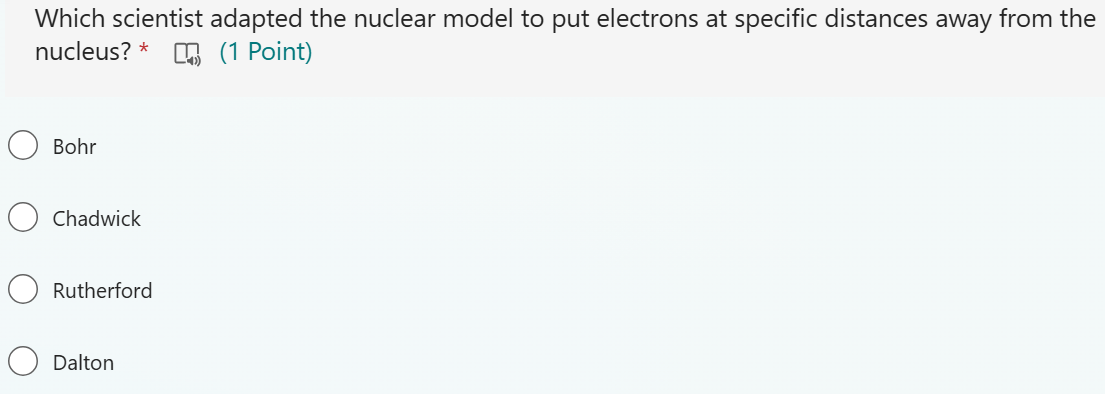 Which scientist adapted the nuclear model to put electrons at specific distances away from the
nucleus? * (1 Point)
Bohr
Chadwick
Rutherford
Dalton